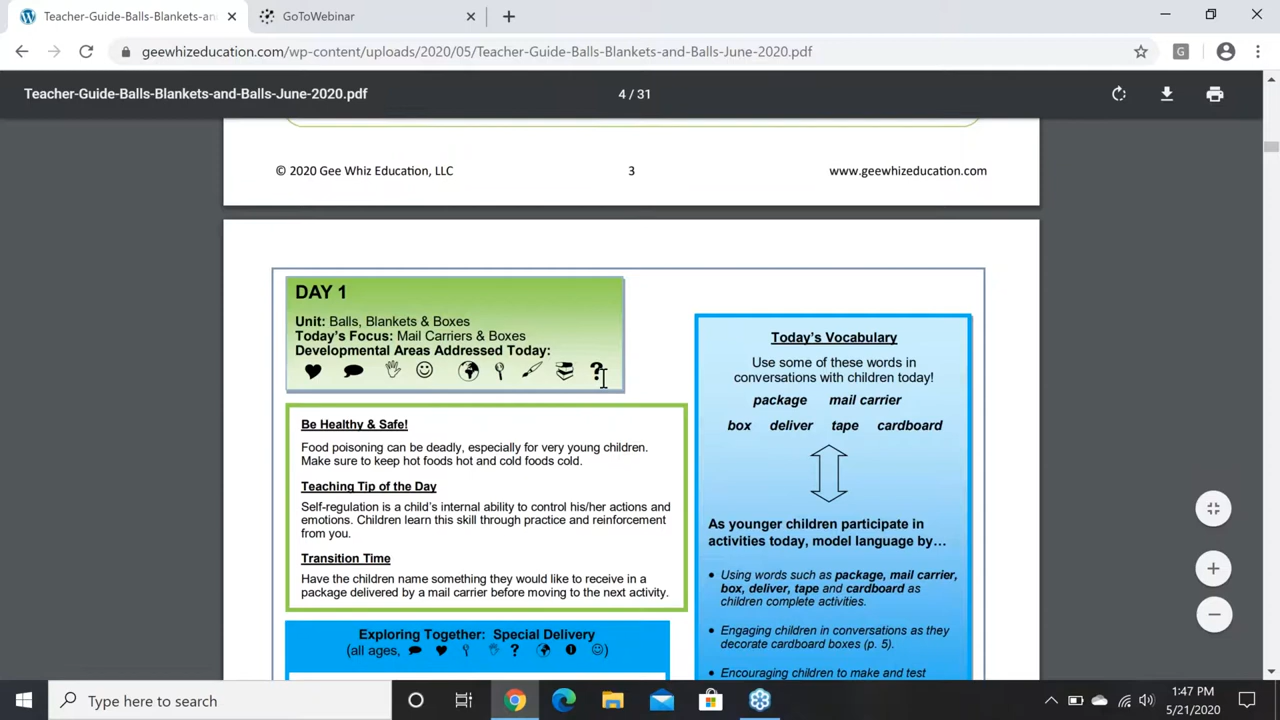 Teacher-Guide-Balls-Blankets-an
GoToWebinar
geewhizeducation.com/wp-content/uploads/2020/05/Teacher-Guide-Balls-Blankets-and-Balls-June-2020.pdf
G
Teacher-Guide-Balls-Blankets-and-Balls-June-2020.pdf
4 / 31
© 2020 Gee Whiz Education, LLC
3
www.geewhizeducation.com
DAY 1
Unit: Balls, Blankets & Boxes
Today's Focus: Mail Carriers & Boxes
Developmental Areas Addressed Today:
?
Be Healthy & Safe!
Food poisoning can be deadly, especially for very young children.
Make sure to keep hot foods hot and cold foods cold.
Teaching Tip of the Day
Self-regulation is a child's internal ability to control his/her actions and
emotions. Children learn this skill through practice and reinforcement
from you.
Transition Time
Have the children name something they would like to receive in a
package delivered by a mail carrier before moving to the next activity.
Exploring Together: Special Delivery
(all ages, ? )
Today's Vocabulary
Use some of these words in
conversations with children today!
package mail carrier
box deliver tape cardboard
As younger children participate in
activities today, model language by…
• Using words such as package, mail carrier,
box, deliver, tape and cardboard as
children complete activities.
• Engaging children in conversations as they
decorate cardboard boxes (p. 5).
• Encouraging children to make and test
Type here to search
1:47 PM
5/21/2020